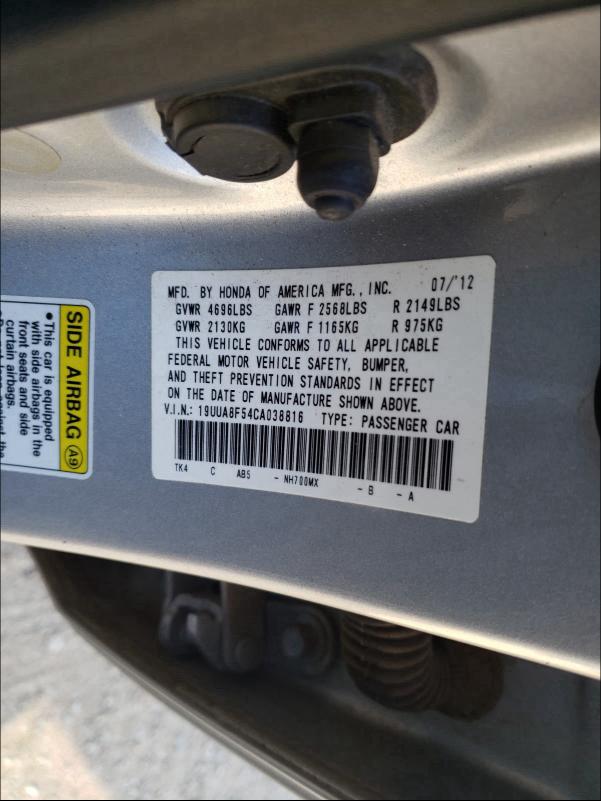 MFD. BY HONDA OF AMERICA MFG., INC. 07/'12
GVWR 4696LBS GAWR F 2568LBS R 2149LBS
GVWR 2130KG GAWR F 1165KG R 975KG
THIS VEHICLE CONFORMS TO ALL APPLICABLE
FEDERAL MOTOR VEHICLE SAFETY, BUMPER,
AND THEFT PREVENTION STANDARDS IN EFFECT
ON THE DATE OF MANUFACTURE SHOWN ABOVE.
V.I.N.: 19UUA8F54CA038816 TYPE: PASSENGER CAR
TK4 C AB5 - NH700MX - B - A
SIDE AIRBAG A9
•This car is equipped
with side airbags in the
front seats and side
curtain airbags.